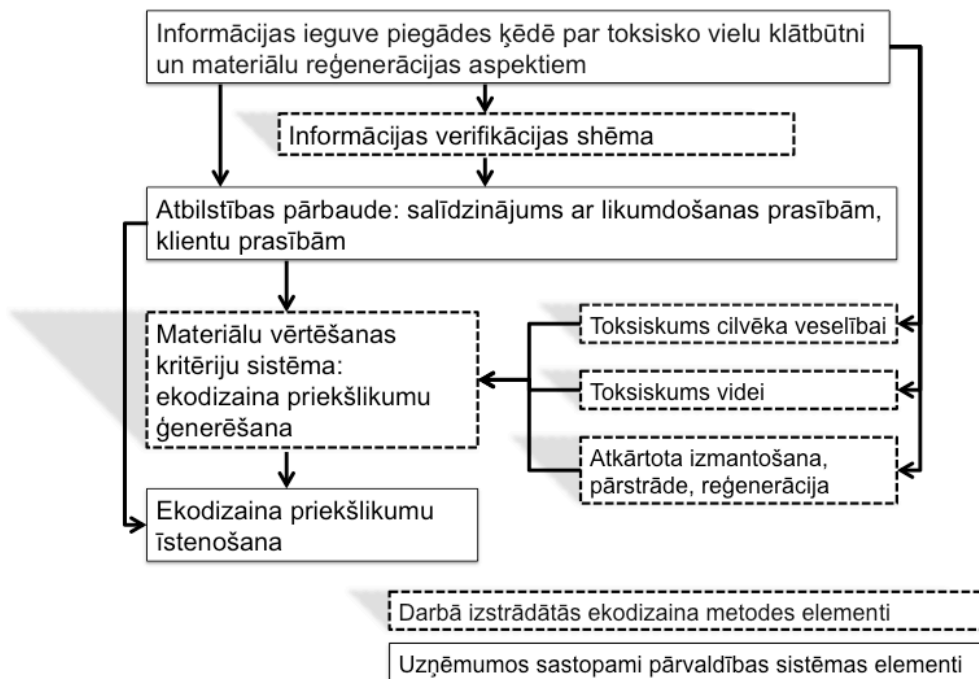 Informācijas ieguve piegādes ķēdē par toksisko vielu klātbūtni
un materiālu reģenerācijas aspektiem
Informācijas verifikācijas shēma
Atbilstības pārbaude: salīdzinājums ar likumdošanas prasībām,
klientu prasībām
Materiālu vērtēšanas
kritēriju sistēma:
ekodizaina priekšlikumu
ģenerēšana
Toksiskums cilvēka veselībai
Toksiskums videi
Atkārtota izmantošana,
pārstrāde, reģenerācija
Ekodizaina priekšlikumu
īstenošana
Darbā izstrādātās ekodizaina metodes elementi
Uzņēmumos sastopami pārvaldības sistēmas elementi